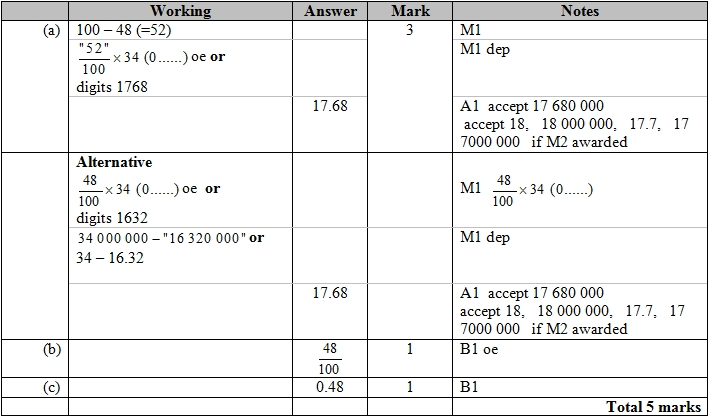 Working Answer Mark Notes
(a) 100 – 48 (=52) 3 M1
"52"/100 × 34 (0......) oe or M1 dep
digits 1768
17.68 A1 accept 17 680 000
accept 18, 18 000 000, 17.7, 17
7000 000 if M2 awarded
Alternative
48/100 × 34 (0......) oe or M1 48/100 × 34 (0......)
digits 1632
34 000 000 – "16 320 000" or M1 dep
34 – 16.32
17.68 A1 accept 17 680 000
accept 18, 18 000 000, 17.7, 17
7000 000 if M2 awarded
(b) 48/100 1 B1 oe
(c) 0.48 1 B1
Total 5 marks